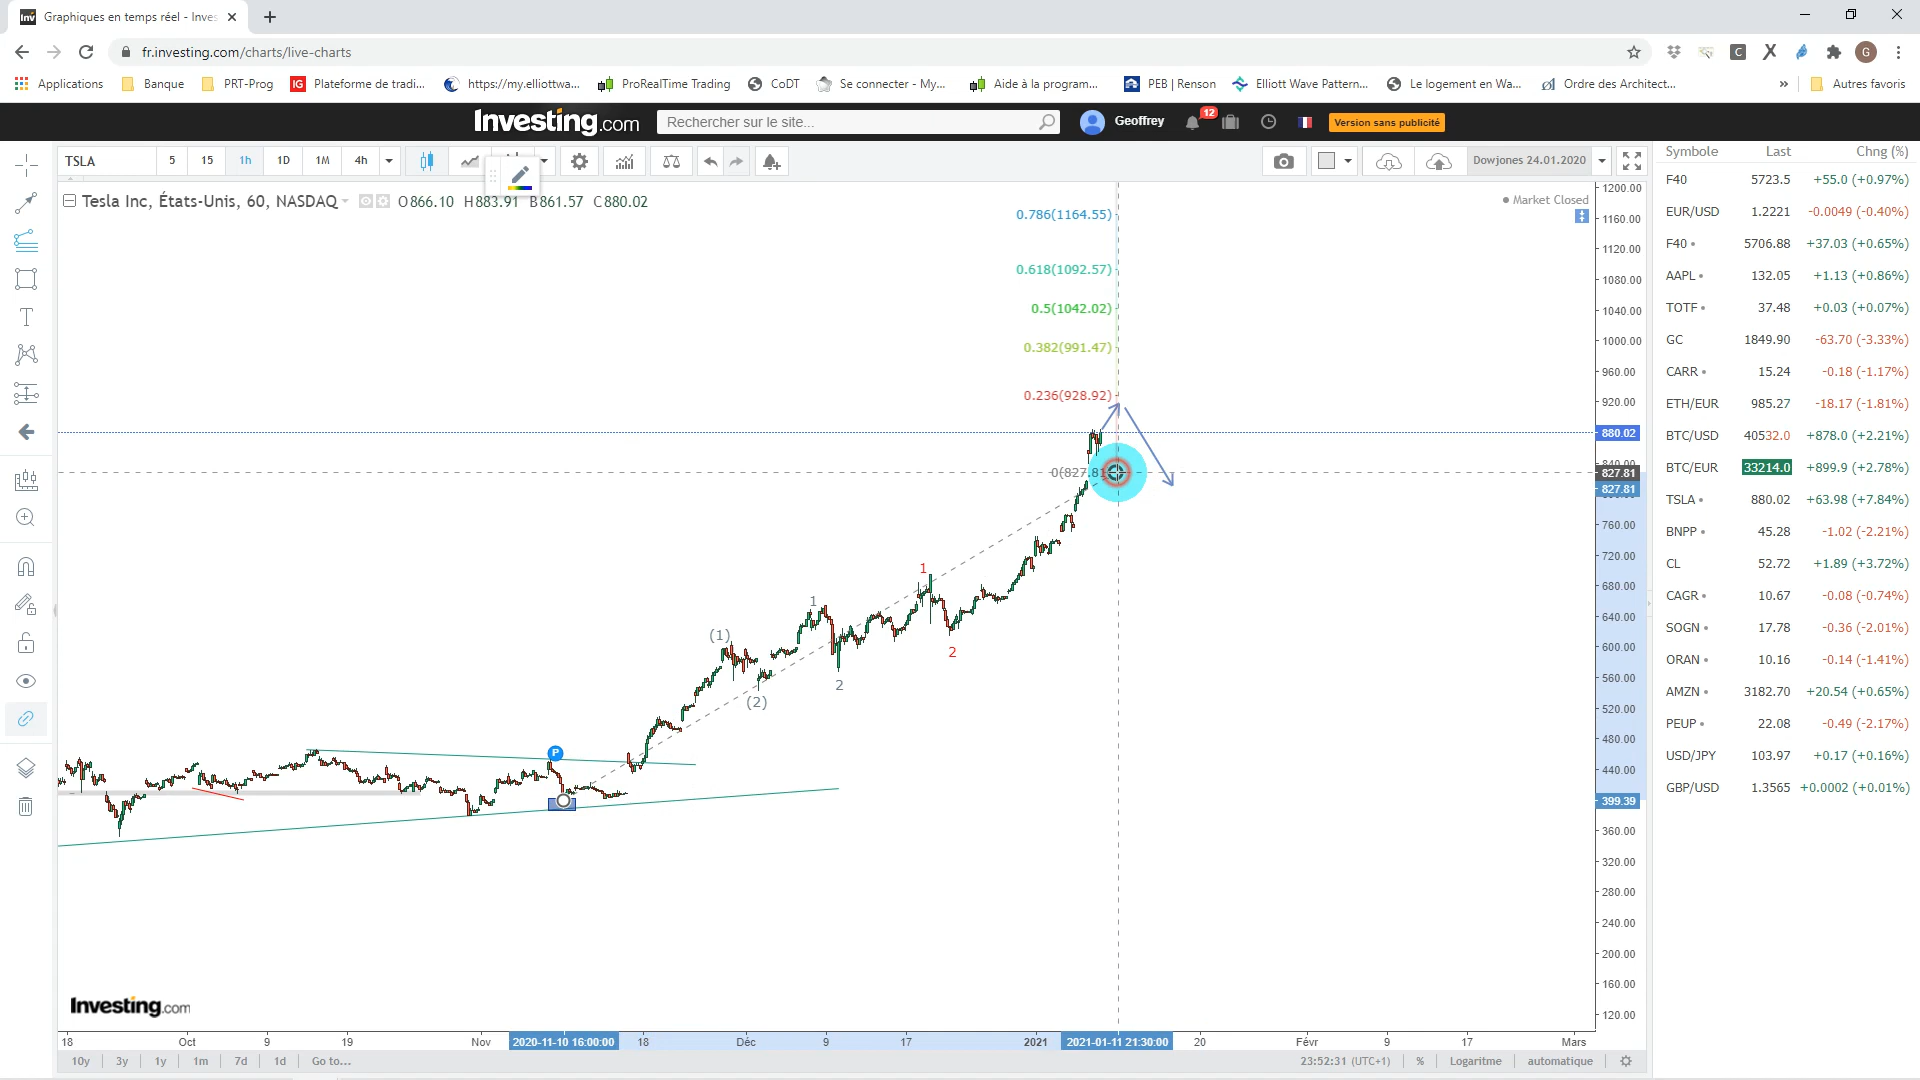 Graphiques en temps réel - Inves
fr.investing.com/charts/live-charts
G
Applications
Banque
PRT-Prog
IG
Plateforme de tradi...
https://my.elliottwa...
ProRealTime Trading
CoDT
Se connecter - My...
Aide à la program...
PEB | Renson
Elliott Wave Pattern...
Le logement en Wa...
Ordre des Architect...
»
Autres favoris
Investing.com
Rechercher sur le site...
Geoffrey
12
Version sans publicité
TSLA
5
15
1h
1D
1M
4h
Dowjones 24.01.2020
Tesla Inc, États-Unis, 60, NASDAQ
O866.10 H883.91 B861.57 C880.02
Market Closed
0.786(1164.55)
0.618(1092.57)
0.5(1042.02)
0.382(991.47)
0.236(928.92)
0(827.81
1
2
(1)
(2)
1
2
P
1200.00
1160.00
1120.00
1080.00
1040.00
1000.00
960.00
920.00
880.02
840.00
827.81
827.81
760.00
720.00
680.00
640.00
600.00
560.00
520.00
480.00
440.00
399.39
360.00
320.00
280.00
240.00
200.00
160.00
120.00
Symbole Last Chng (%)
F40 5723.5 +55.0 (+0.97%)
EUR/USD 1.2221 -0.0049 (-0.40%)
F40 5706.88 +37.03 (+0.65%)
AAPL 132.05 +1.13 (+0.86%)
TOTF 37.48 +0.03 (+0.07%)
GC 1849.90 -63.70 (-3.33%)
CARR 15.24 -0.18 (-1.17%)
ETH/EUR 985.27 -18.17 (-1.81%)
BTC/USD 40532.0 +878.0 (+2.21%)
BTC/EUR 33214.0 +899.9 (+2.78%)
TSLA 880.02 +63.98 (+7.84%)
BNPP 45.28 -1.02 (-2.21%)
CL 52.72 +1.89 (+3.72%)
CAGR 10.67 -0.08 (-0.74%)
SOGN 17.78 -0.36 (-2.01%)
ORAN 10.16 -0.14 (-1.41%)
AMZN 3182.70 +20.54 (+0.65%)
PEUP 22.08 -0.49 (-2.17%)
USD/JPY 103.97 +0.17 (+0.16%)
GBP/USD 1.3565 +0.0002 (+0.01%)
Investing.com
18 Oct 9 19 Nov 2020-11-10 16:00:00 18 Déc 9 17 2021 2021-01-11 21:30:00 20 Févr 9 17 Mars
10y 3y 1y 1m 7d 1d Go to...
23:52:31 (UTC+1) % Logaritme automatique